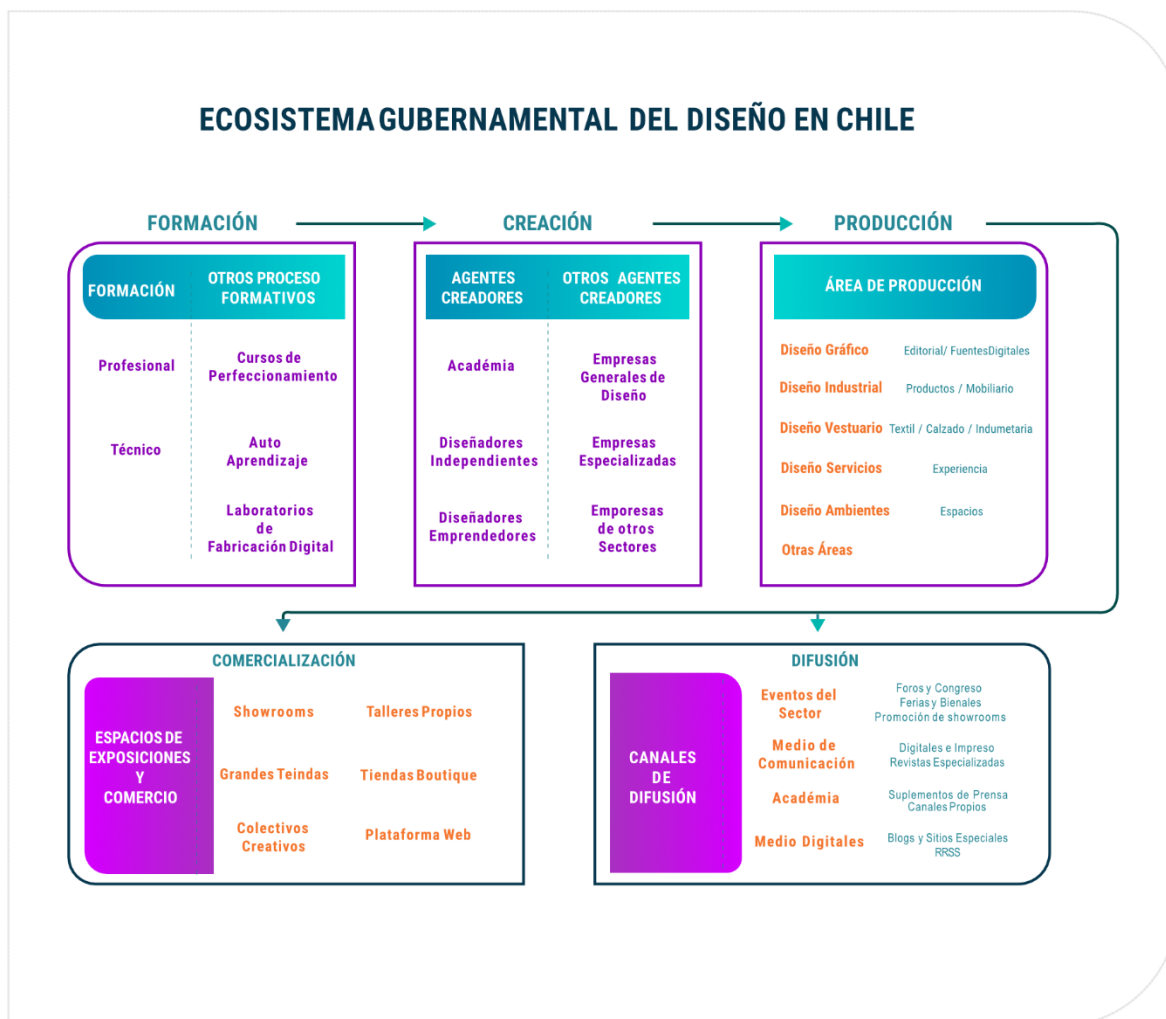 ECOSISTEMA GUBERNAMENTAL DEL DISEÑO EN CHILE
FORMACIÓN
FORMACIÓN
OTROS PROCESO
FORMATIVOS
Profesional
Cursos de
Perfeccionamiento
Técnico
Auto
Aprendizaje
Laboratorios
de
Fabricación Digital
CREACIÓN
AGENTES
CREADORES
OTROS AGENTES
CREADORES
Académia
Empresas
Generales de
Diseño
Diseñadores
Independientes
Empresas
Especializadas
Diseñadores
Emprendedores
Emporesas
de otros
Sectores
PRODUCCIÓN
ÁREA DE PRODUCCIÓN
Diseño Gráfico Editorial/ FuentesDigitales
Diseño Industrial Productos / Mobiliario
Diseño Vestuario Textil / Calzado / Indumetaria
Diseño Servicios Experiencia
Diseño Ambientes Espacios
Otras Áreas
COMERCIALIZACIÓN
ESPACIOS DE
EXPOSICIONES
Y
COMERCIO
Showrooms Talleres Propios
Grandes Teindas Tiendas Boutique
Colectivos
Creativos
Plataforma Web
DIFUSIÓN
CANALES
DE
DIFUSIÓN
Eventos del
Sector
Foros y Congreso
Ferias y Bienales
Promoción de showrooms
Medio de
Comunicación
Digitales e Impreso
Revistas Especializadas
Académia
Suplementos de Prensa
Canales Propios
Medio Digitales
Blogs y Sitios Especiales
RRSS